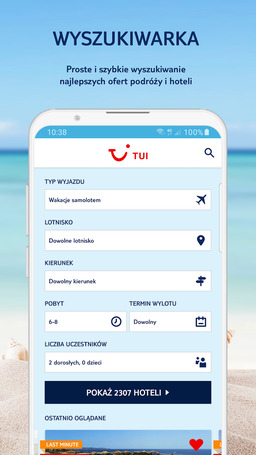 WYSZUKIWARKA
Proste i szybkie wyszukiwanie
najlepszych ofert podróży i hoteli
10:38
100%
TUI
TYP WYJAZDU
Wakacje samolotem
LOTNISKO
Dowolne lotnisko
KIERUNEK
Dowolny kierunek
POBYT TERMIN WYLOTU
6-8 Dowolny
LICZBA UCZESTNIKÓW
2 dorosłych, 0 dzieci
POKAŻ 2307 HOTELI
OSTATNIO OGLĄDANE
LAST MINUTE